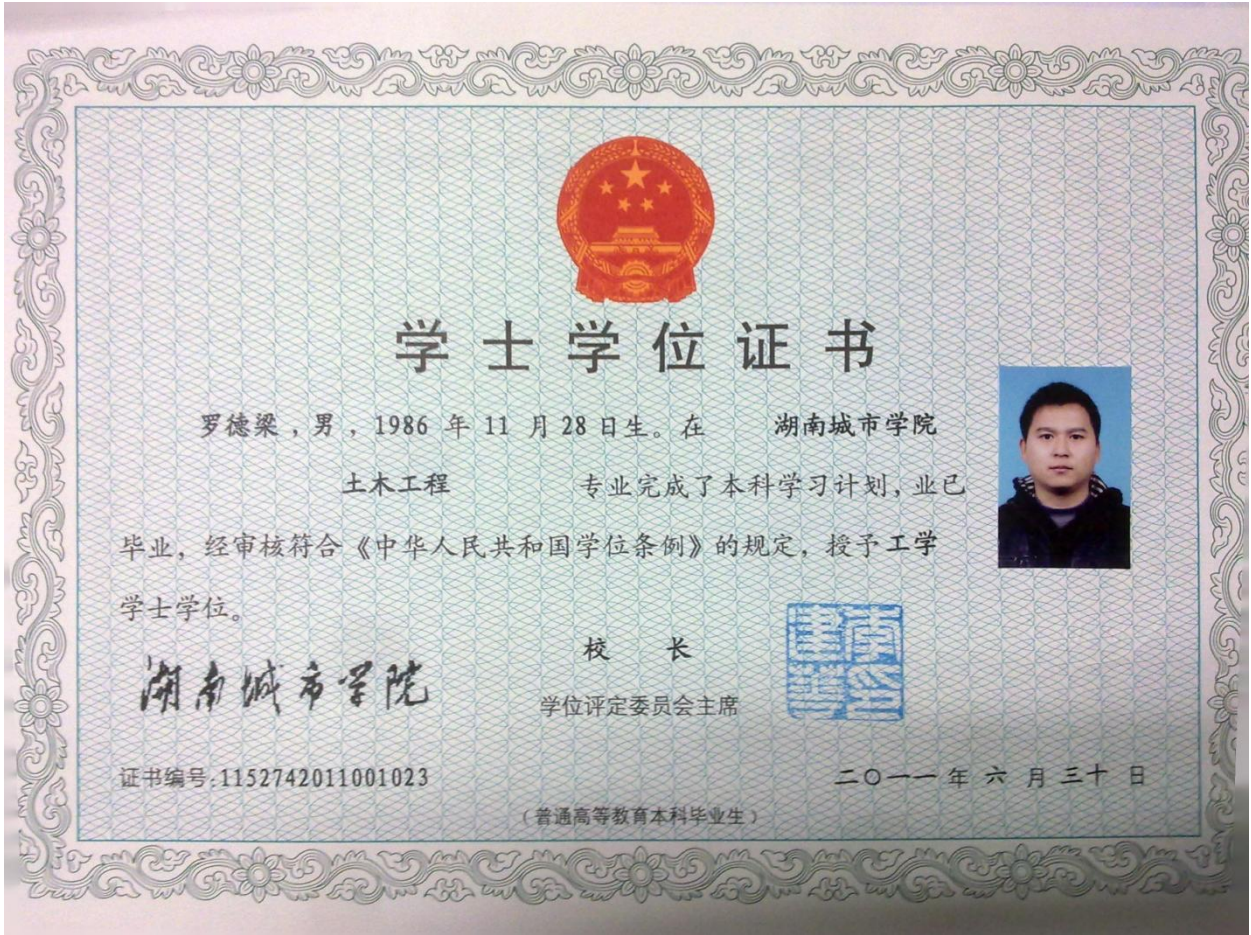 学士学位证书
罗德梁，男，1986 年 11 月 28 日生。在 湖南城市学院
土木工程 专业完成了本科学习计划，业已
毕业，经审核符合《中华人民共和国学位条例》的规定，授予工学
学士学位。
湖南城市学院
校 长
学位评定委员会主席
李建华印
证书编号:1152742011001023
二〇一一年 六 月 三十 日
（普通高等教育本科毕业生）